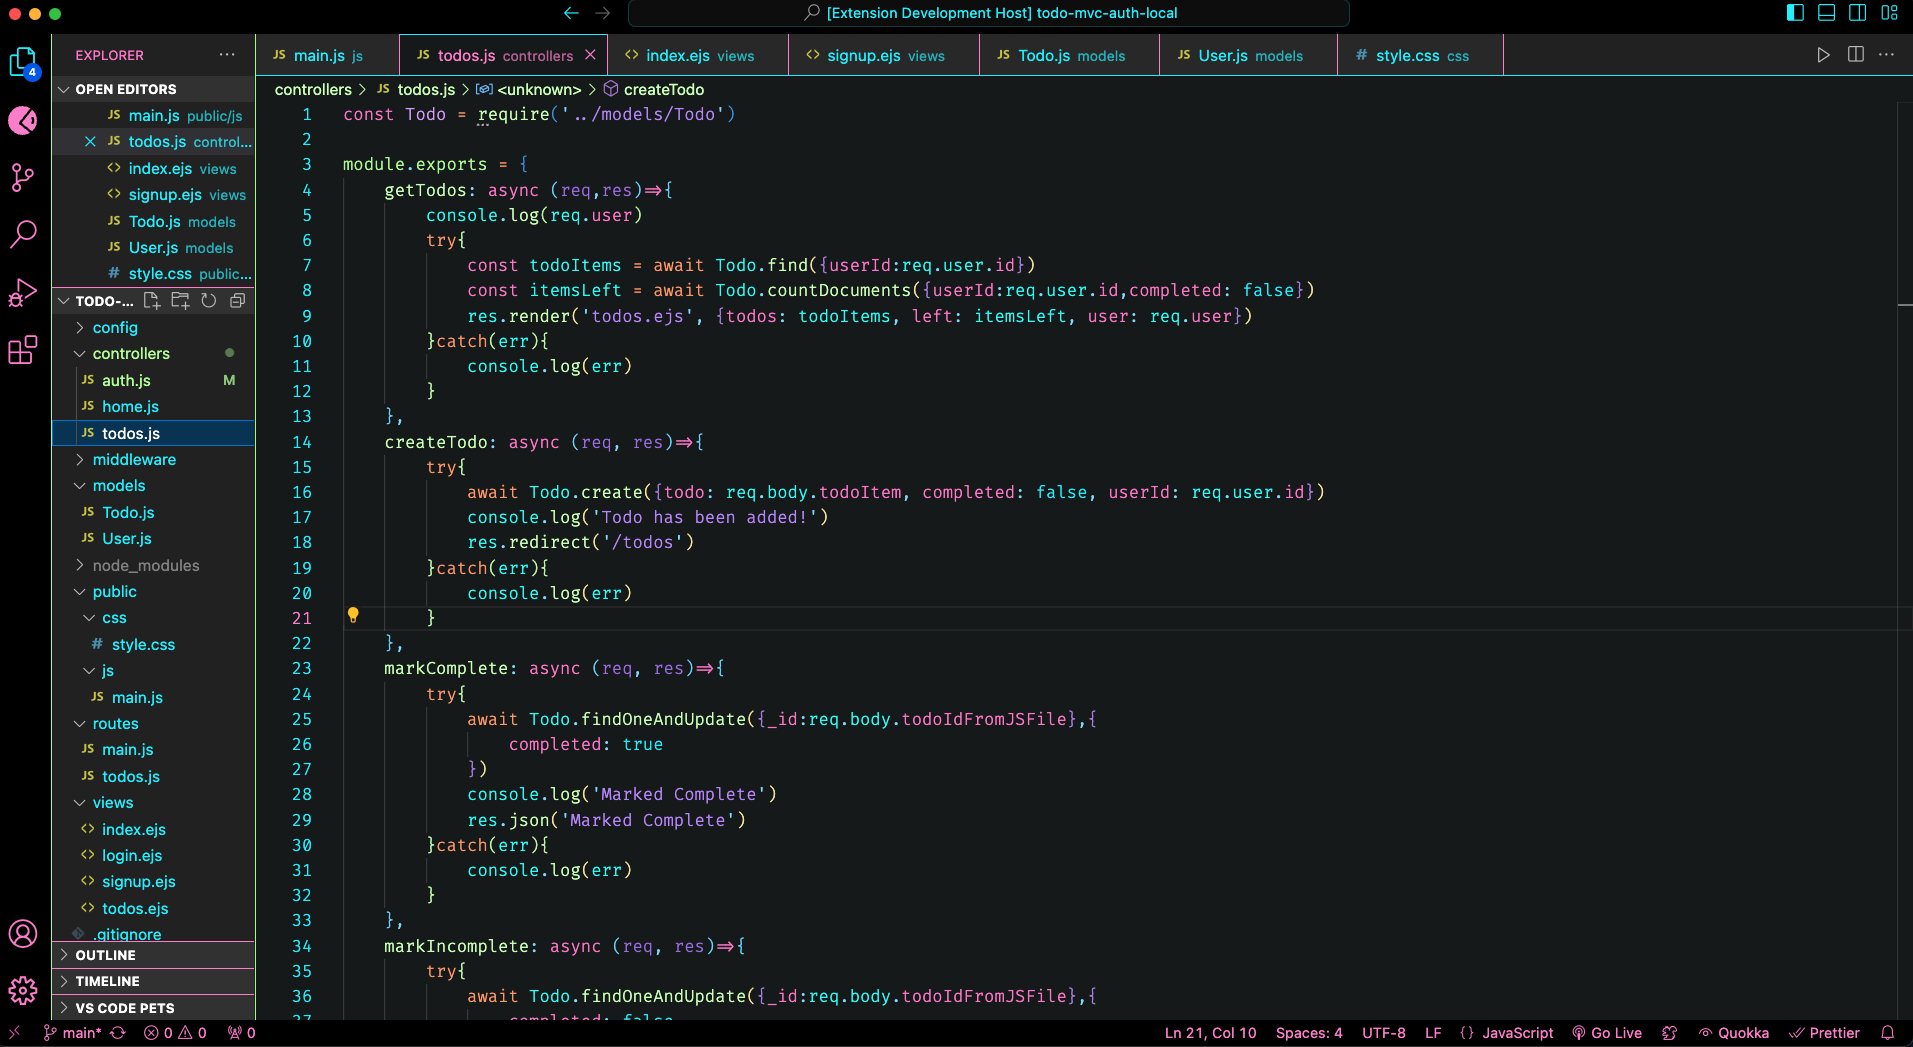 [Extension Development Host] todo-mvc-auth-local
4
EXPLORER
OPEN EDITORS
JS main.js public/js
JS todos.js control...
<> index.ejs views
<> signup.ejs views
JS Todo.js models
JS User.js models
# style.css public...
TODO-...
config
controllers
JS auth.js M
JS home.js
JS todos.js
middleware
models
JS Todo.js
JS User.js
node_modules
public
css
# style.css
js
JS main.js
routes
JS main.js
JS todos.js
views
<> index.ejs
<> login.ejs
<> signup.ejs
<> todos.ejs
.gitignore
OUTLINE
TIMELINE
VS CODE PETS
JS main.js js
JS todos.js controllers
<> index.ejs views
<> signup.ejs views
JS Todo.js models
JS User.js models
# style.css css
controllers > JS todos.js > <unknown> > createTodo
1 const Todo = require('../models/Todo')
2
3 module.exports = {
4 getTodos: async (req,res)=>{
5 console.log(req.user)
6 try{
7 const todoItems = await Todo.find({userId:req.user.id})
8 const itemsLeft = await Todo.countDocuments({userId:req.user.id,completed: false})
9 res.render('todos.ejs', {todos: todoItems, left: itemsLeft, user: req.user})
10 }catch(err){
11 console.log(err)
12 }
13 },
14 createTodo: async (req, res)=>{
15 try{
16 await Todo.create({todo: req.body.todoItem, completed: false, userId: req.user.id})
17 console.log('Todo has been added!')
18 res.redirect('/todos')
19 }catch(err){
20 console.log(err)
21 }
22 },
23 markComplete: async (req, res)=>{
24 try{
25 await Todo.findOneAndUpdate({_id:req.body.todoIdFromJSFile},{
26 completed: true
27 })
28 console.log('Marked Complete')
29 res.json('Marked Complete')
30 }catch(err){
31 console.log(err)
32 }
33 },
34 markIncomplete: async (req, res)=>{
35 try{
36 await Todo.findOneAndUpdate({_id:req.body.todoIdFromJSFile},{
37 completed: false
main* 0 0 0
Ln 21, Col 10 Spaces: 4 UTF-8 LF {} JavaScript Go Live Quokka Prettier